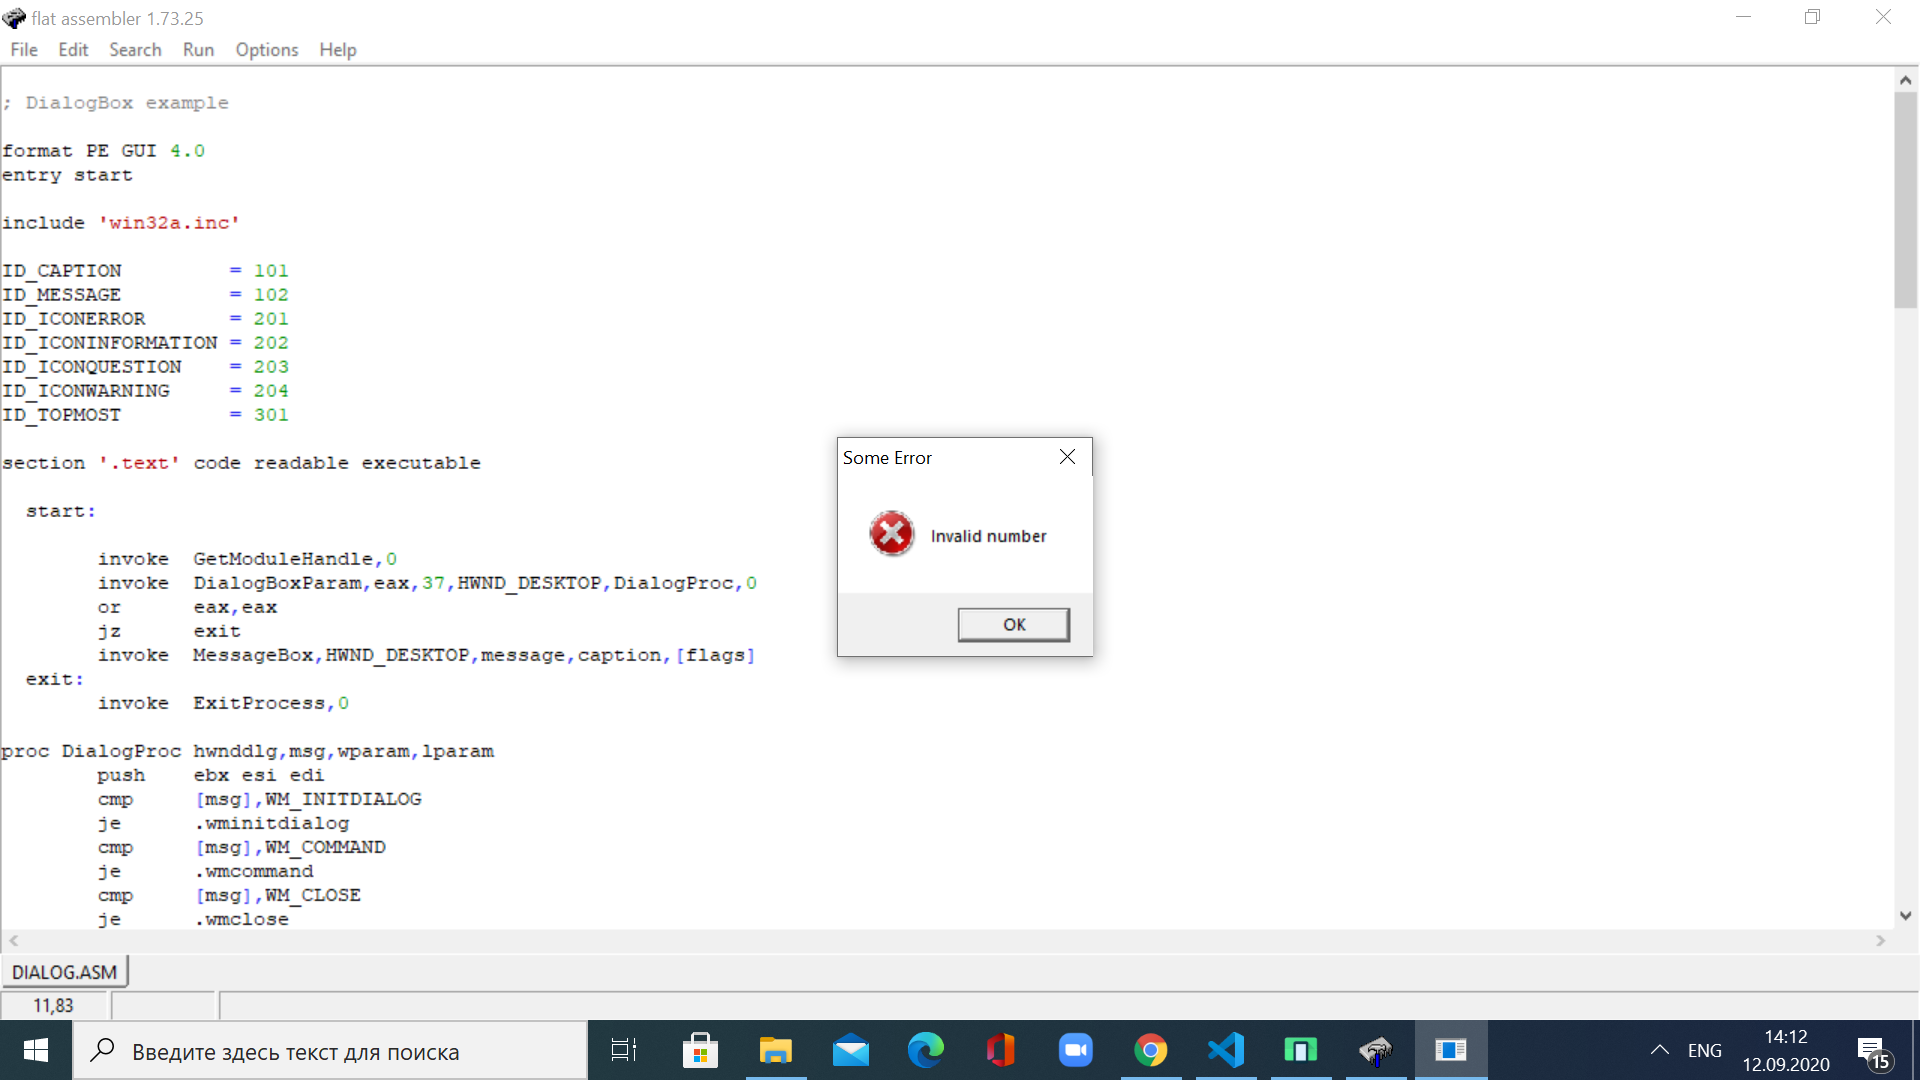 flat assembler 1.73.25
File Edit Search Run Options Help
; DialogBox example
format PE GUI 4.0
entry start
include 'win32a.inc'
ID_CAPTION = 101
ID_MESSAGE = 102
ID_ICONERROR = 201
ID_ICONINFORMATION = 202
ID_ICONQUESTION = 203
ID_ICONWARNING = 204
ID_TOPMOST = 301
section '.text' code readable executable
start:
invoke GetModuleHandle,0
invoke DialogBoxParam,eax,37,HWND_DESKTOP,DialogProc,0
or eax,eax
jz exit
invoke MessageBox,HWND_DESKTOP,message,caption,[flags]
exit:
invoke ExitProcess,0
proc DialogProc hwnddlg,msg,wparam,lparam
push ebx esi edi
cmp [msg],WM_INITDIALOG
je .wminitdialog
cmp [msg],WM_COMMAND
je .wmcommand
cmp [msg],WM_CLOSE
je .wmclose
Some Error
Invalid number
OK
DIALOG.ASM
11,83
Введите здесь текст для поиска
ENG
14:12
12.09.2020
15